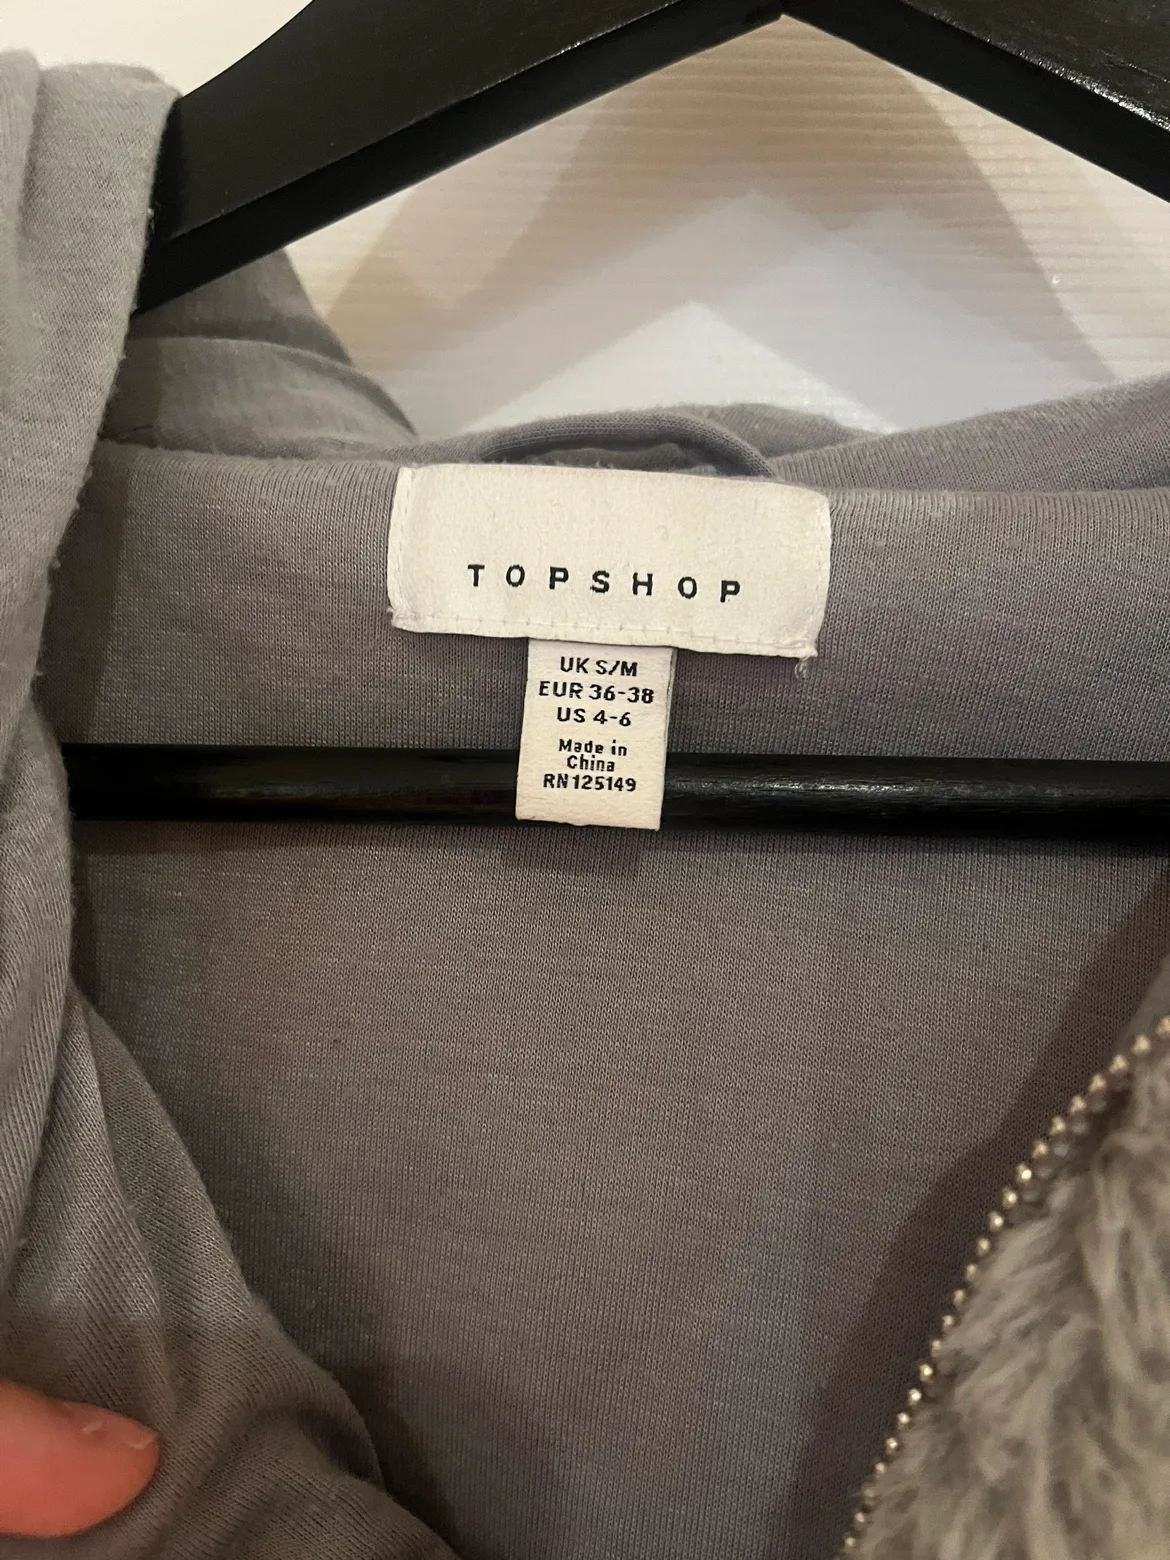 TOPSHOP
UK S/M
EUR 36-38
US 4-6
Made in
China
RN125149